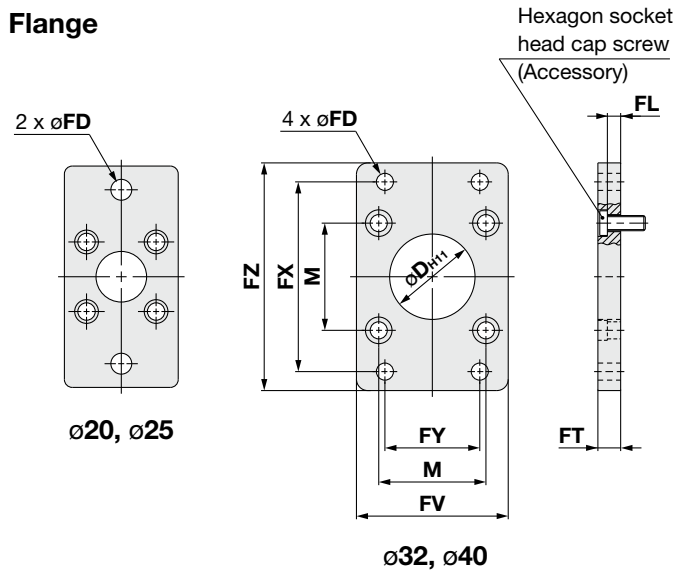 Flange
Hexagon socket
head cap screw
(Accessory)
FL
2 x øFD
4 x øFD
FZ
FX
M
øDH11
FY
M
FV
FT
ø20, ø25
ø32, ø40